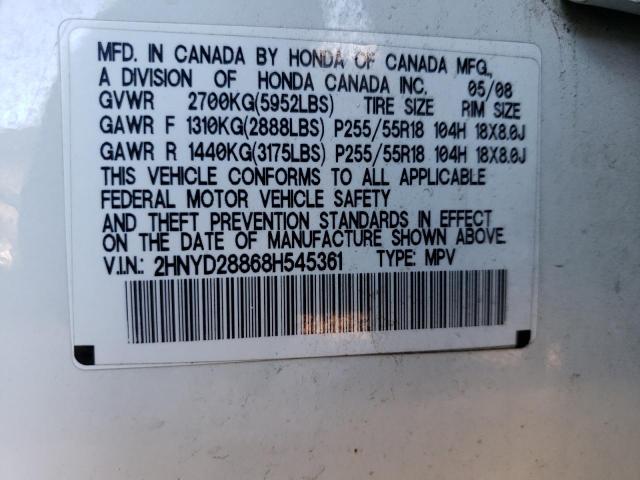 MFD. IN CANADA BY HONDA OF CANADA MFG.,
A DIVISION OF HONDA CANADA INC. 05/08
GVWR 2700KG(5952LBS) TIRE SIZE RIM SIZE
GAWR F 1310KG(2888LBS) P255/55R18 104H 18X8.0J
GAWR R 1440KG(3175LBS) P255/55R18 104H 18X8.0J
THIS VEHICLE CONFORMS TO ALL APPLICABLE
FEDERAL MOTOR VEHICLE SAFETY
AND THEFT PREVENTION STANDARDS IN EFFECT
ON THE DATE OF MANUFACTURE SHOWN ABOVE.
V.I.N.: 2HNYD28868H545361 TYPE: MPV